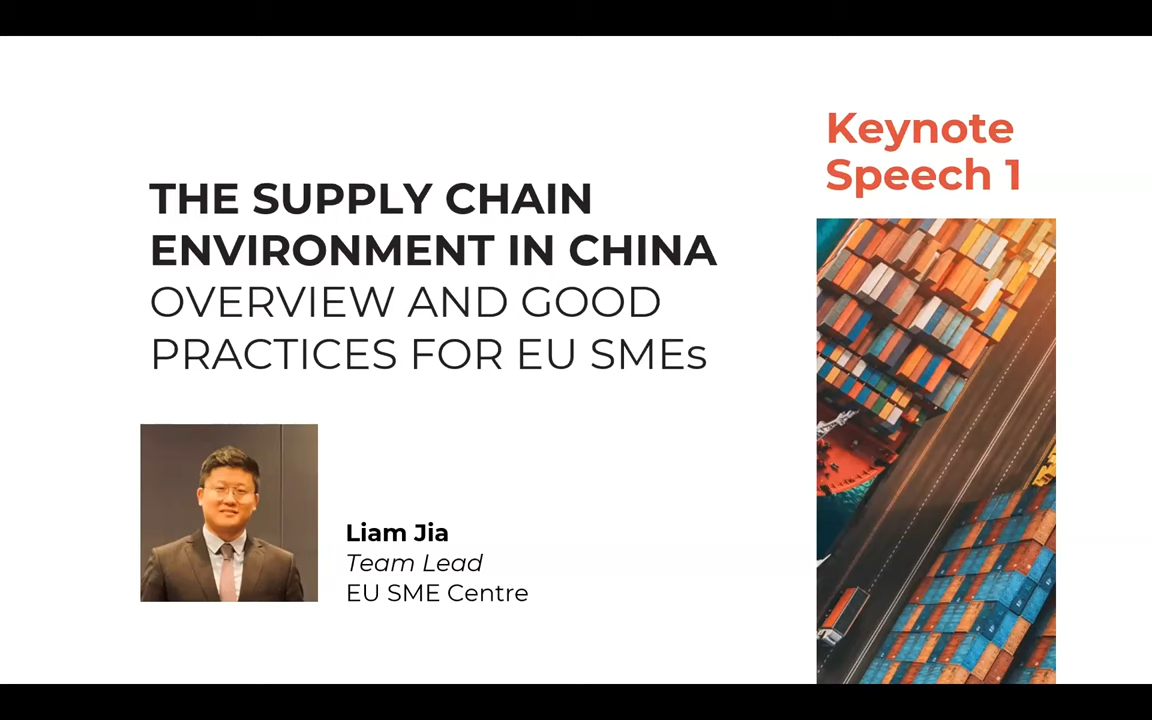 Keynote
Speech 1
THE SUPPLY CHAIN
ENVIRONMENT IN CHINA
OVERVIEW AND GOOD
PRACTICES FOR EU SMEs
Liam Jia
Team Lead
EU SME Centre